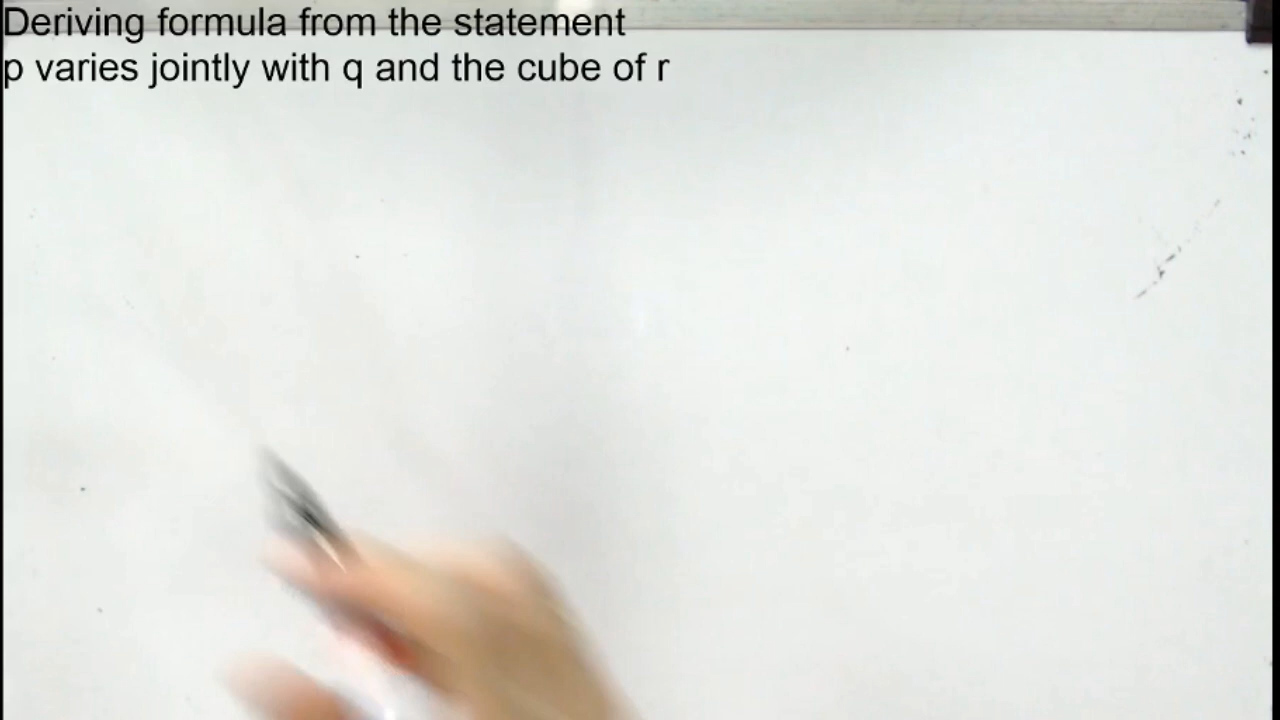 Deriving formula from the statement
p varies jointly with q and the cube of r